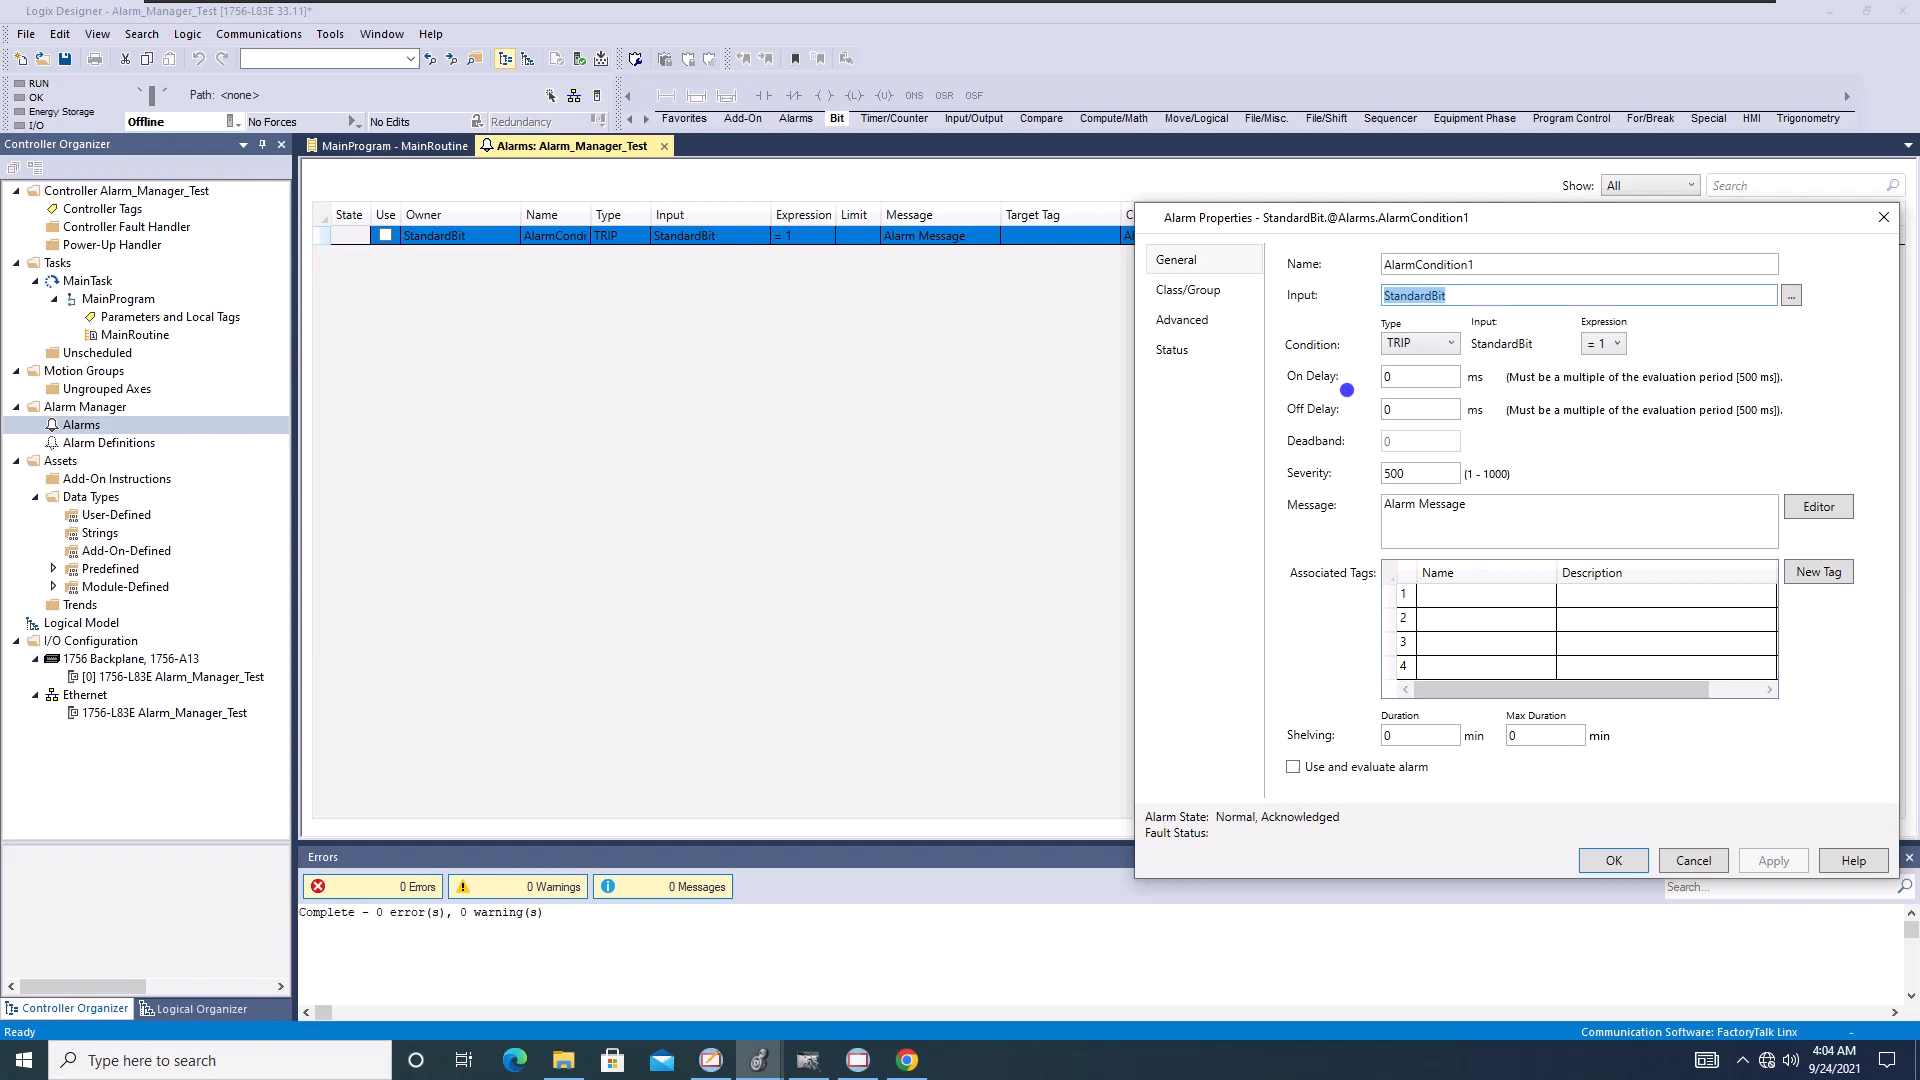 Logix Designer - Alarm_Manager_Test [1756-L83E 33.11]*
File Edit View Search Logic Communications Tools Window Help
RUN
OK
Energy Storage
I/O
Path: <none>
Offline No Forces No Edits Redundancy
ONS OSR OSF
Favorites Add-On Alarms Bit Timer/Counter Input/Output Compare Compute/Math Move/Logical File/Misc. File/Shift Sequencer Equipment Phase Program Control For/Break Special HMI Trigonometry
Controller Organizer
MainProgram - MainRoutine
Alarms: Alarm_Manager_Test
Controller Alarm_Manager_Test
Controller Tags
Controller Fault Handler
Power-Up Handler
Tasks
MainTask
MainProgram
Parameters and Local Tags
MainRoutine
Unscheduled
Motion Groups
Ungrouped Axes
Alarm Manager
Alarms
Alarm Definitions
Assets
Add-On Instructions
Data Types
User-Defined
Strings
Add-On-Defined
Predefined
Module-Defined
Trends
Logical Model
I/O Configuration
1756 Backplane, 1756-A13
[0] 1756-L83E Alarm_Manager_Test
Ethernet
1756-L83E Alarm_Manager_Test
Controller Organizer
Logical Organizer
Show: All Search
State Use Owner Name Type Input Expression Limit Message Target Tag
StandardBit AlarmCondi TRIP StandardBit = 1 Alarm Message
Alarm Properties - StandardBit.@Alarms.AlarmCondition1
General
Class/Group
Advanced
Status
Name: AlarmCondition1
Input: StandardBit ...
Type Input: Expression
Condition: TRIP StandardBit = 1
On Delay: 0 ms (Must be a multiple of the evaluation period [500 ms]).
Off Delay: 0 ms (Must be a multiple of the evaluation period [500 ms]).
Deadband: 0
Severity: 500 (1 - 1000)
Message: Alarm Message Editor
Associated Tags: Name Description New Tag
1
2
3
4
Duration Max Duration
Shelving: 0 min 0 min
Use and evaluate alarm
Alarm State: Normal, Acknowledged
Fault Status:
OK Cancel Apply Help
Errors
0 Errors 0 Warnings 0 Messages
Search...
Complete - 0 error(s), 0 warning(s)
Ready
Communication Software: FactoryTalk Linx -
Type here to search
4:04 AM
9/24/2021